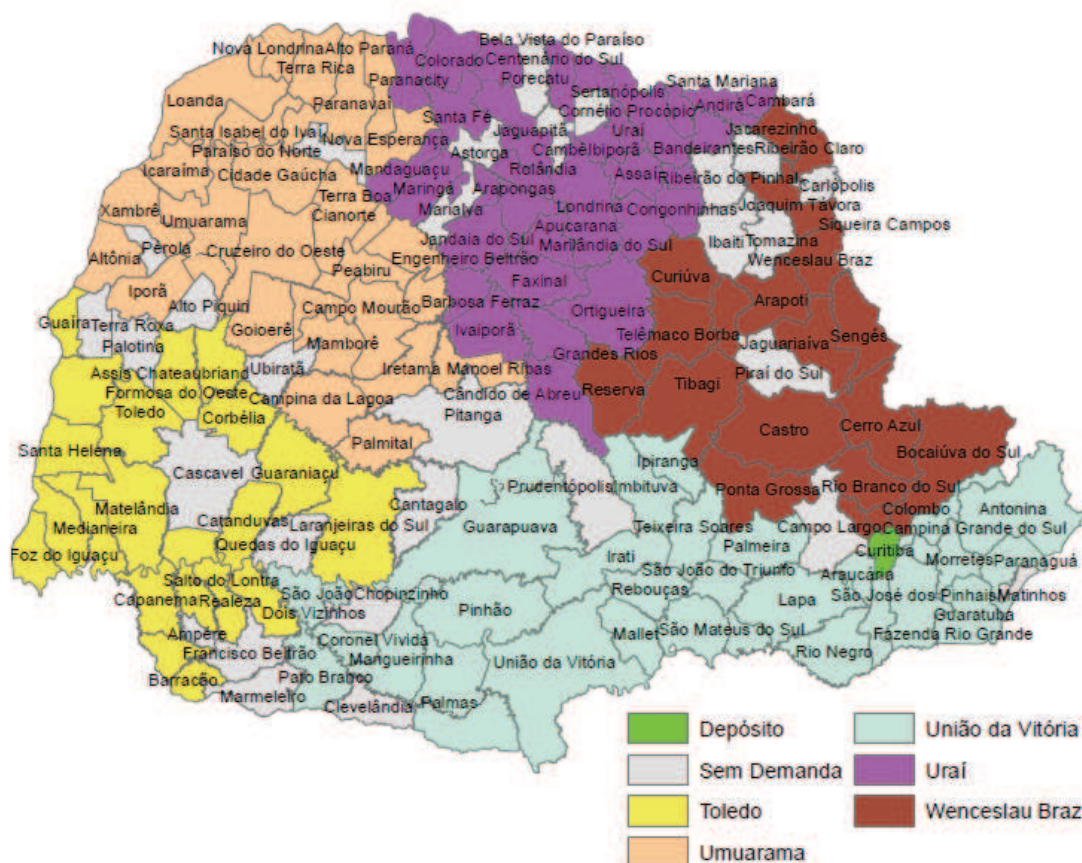 Bela Vista do Paraíso
Nova Londrina Alto Paraná
Colorado Centenário do Sul
Terra Rica
Paranacity Porecatu
Santa Mariana
Sertanópolis
Loanda
Paranavaí
Cornélio Procópio Andirá Cambará
Santa Fé
Santa Isabel do Ivaí Nova Esperança Jaguapitã Uraí Jacarezinho
Paraíso do Norte Astorga Cambélbiporã Bandeirantes Ribeirão Claro
Icaraíma Cidade Gaúcha Mandaguaçu Rolândia
Maringá Arapongas Assaí Ribeirão do Pinhal Carlópolis
Xambrê Terra Boa
Umuarama Cianorte Marialva Londrina Congonhinhas Joaquim Távora
Apucarana Siqueira Campos
Pérola Cruzeiro do Oeste Jandaia do Sul Marilândia do Sul Ibaiti Tomazina
Altônia Engenheiro Beltrão Wenceslau Braz
Peabiru
Iporã Faxinal Curiúva
Alto Piquiri Campo Mourão Barbosa Ferraz Arapoti
Guaíra Ortigueira
Terra Roxa Goioerê Ivaiporã Telêmaco Borba Sengés
Palotina Mamborê Jaguariaíva
Ubiratã Grandes Rios
Assis Chateaubriand Iretama Manoel Ribas Piraí do Sul
Formosa do Oeste Cândido de Abreu Reserva Tibagi
Toledo Campina da Lagoa Pitanga
Corbélia
Castro Cerro Azul
Santa Helena Palmital
Cascavel Guaraniaçu Ipiranga Bocaiúva do Sul
Prudentópolis Imbituva Ponta Grossa Rio Branco do Sul
Matelândia Cantagalo
Medianeira Catanduvas Laranjeiras do Sul Guarapuava Teixeira Soares Campo Largo Colombo Antonina
Campina Grande do Sul
Foz do Iguaçu Quedas do Iguaçu Irati Palmeira Curitiba
Morretes Paranaguá
Salto do Lontra São João do Triunfo Araucária
Capanema Realeza São João Chopinzinho Rebouças São José dos Pinhais Matinhos
Dois Vizinhos Pinhão Lapa
Ampére Guaratuba
Coronel Vivida Mallet São Mateus do Sul Fazenda Rio Grande
Francisco Beltrão Mangueirinha Rio Negro
Barracão Pato Branco União da Vitória
Marmeleiro Clevelândia Palmas
Depósito
União da Vitória
Sem Demanda
Uraí
Toledo
Wenceslau Braz
Umuarama